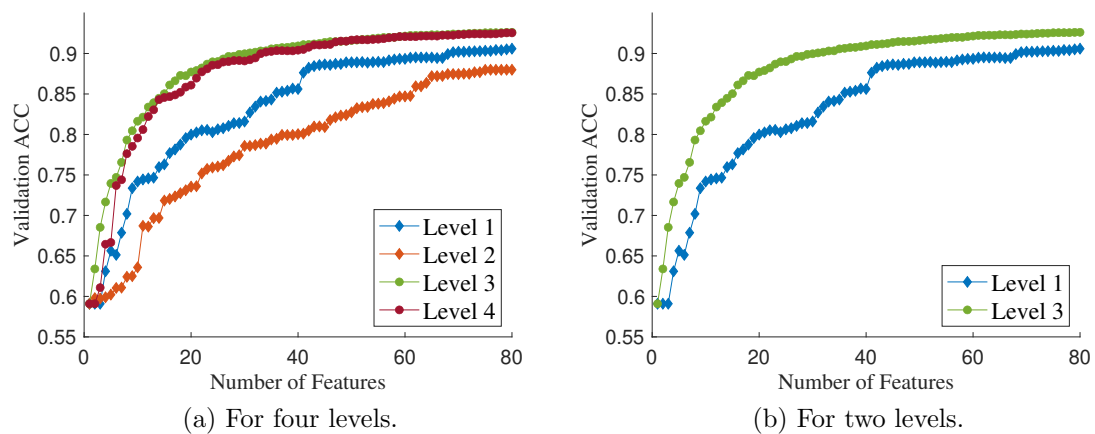 0.9
0.85
0.8
0.75
0.7
0.65
0.6
0.55
Validation ACC
0 20 40 60 80
Number of Features
Level 1
Level 2
Level 3
Level 4
(a) For four levels.
0.9
0.85
0.8
0.75
0.7
0.65
0.6
0.55
Validation ACC
0 20 40 60 80
Number of Features
Level 1
Level 3
(b) For two levels.